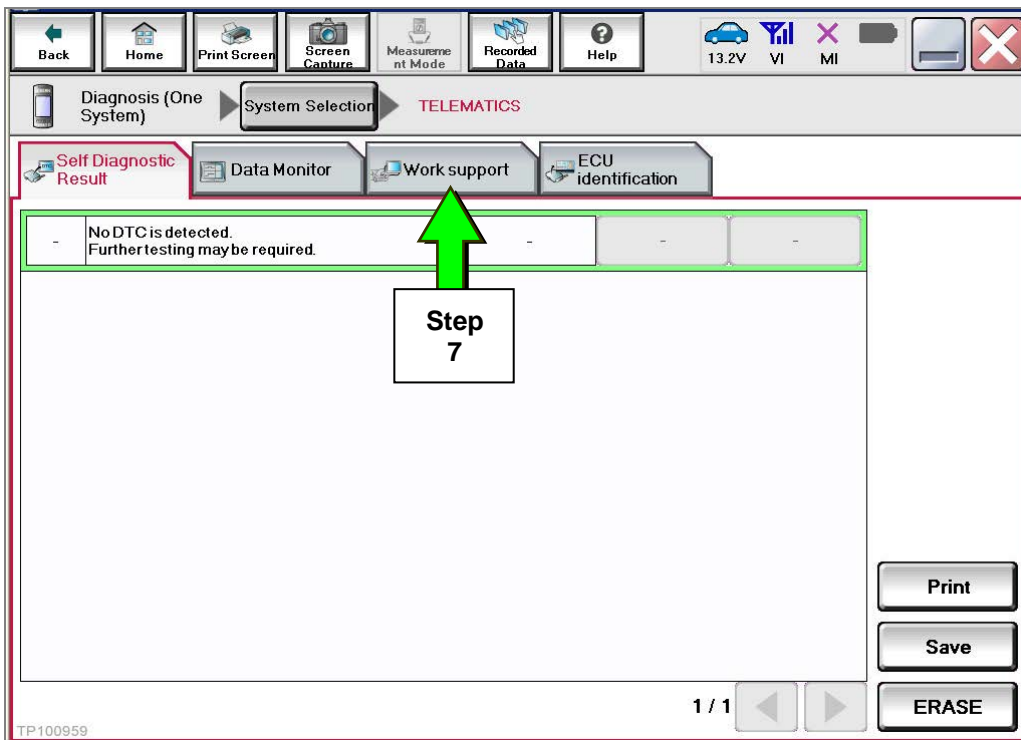 Back
Home
Print Screen
Screen
Capture
Measureme
nt Mode
Recorded
Data
Help
13.2V
VI
MI
Diagnosis (One
System)
System Selection
TELEMATICS
Self Diagnostic
Result
Data Monitor
Work support
ECU
identification
-
No DTC is detected.
Further testing may be required.
-
-
-
Step
7
Print
Save
1 / 1
ERASE
TP100959